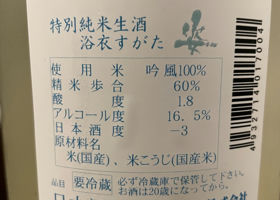 特別純米生酒
浴衣すがた 姿
使用米 吟風100%
精米歩合 60%
酸度 1.8
アルコール度 16.5%
日本酒度 -3
原材料名
米(国産)、米こうじ(国産米)
品目 要冷蔵 必ず冷蔵庫で保管して下さい。
お酒は20歳になってから。
4932714017004